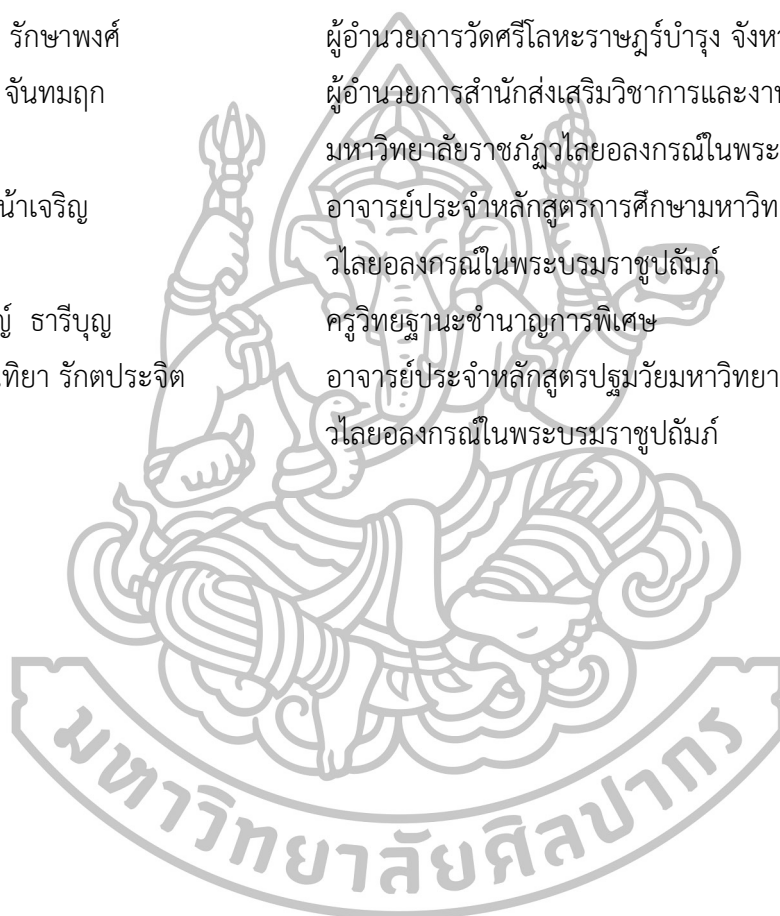 รักษาพงศ์ ผู้อำนวยการวัดศรีโลหะราษฎร์บำรุง
จันทมฤก ผู้อำนวยการสำนักส่งเสริมวิชาการและงาน
มหาวิทยาลัยราชภัฏวไลยอลงกรณ์ในพระ
น้าเจริญ อาจารย์ประจำหลักสูตรการศึกษามหาวิท
วไลยอลงกรณ์ในพระบรมราชูปถัมภ์
ธารีบุญ ครูวิทยฐานะชำนาญการพิเศษ
รักตประจิต อาจารย์ประจำหลักสูตรปฐมวัยมหาวิทยา
วไลยอลงกรณ์ในพระบรมราชูปถัมภ์
มหาวิทยาลัยศิลปากร